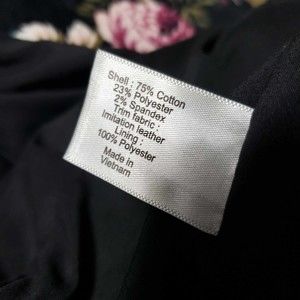 Shell : 75% Cotton
23% Polyester
2% Spandex
Trim fabric :
Imitation leather
Lining :
100% Polyester
Made in
Vietnam